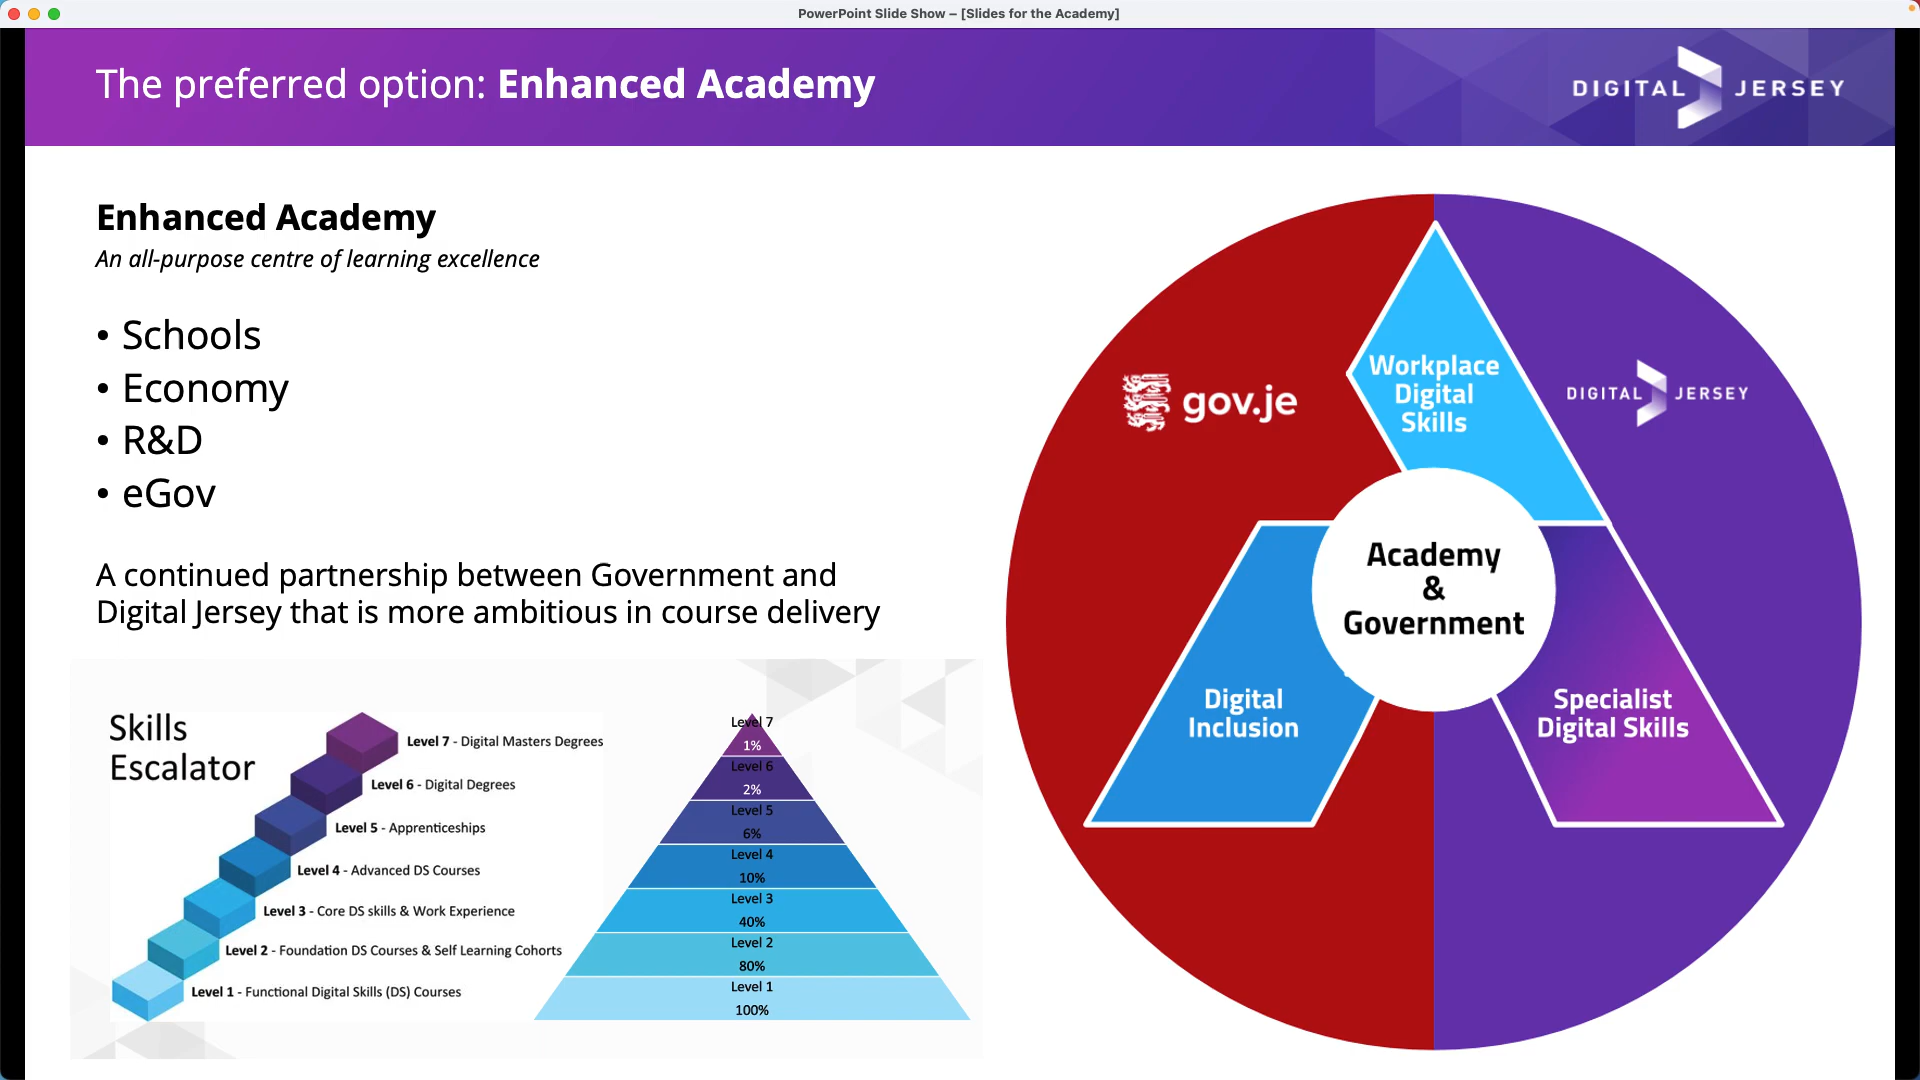 PowerPoint Slide Show – [Slides for the Academy]
The preferred option: Enhanced Academy
DIGITAL JERSEY
Enhanced Academy
An all-purpose centre of learning excellence
• Schools
• Economy
• R&D
• eGov
A continued partnership between Government and
Digital Jersey that is more ambitious in course delivery
Skills
Escalator
Level 7 - Digital Masters Degrees
Level 6 - Digital Degrees
Level 5 - Apprenticeships
Level 4 - Advanced DS Courses
Level 3 - Core DS skills & Work Experience
Level 2 - Foundation DS Courses & Self Learning Cohorts
Level 1 - Functional Digital Skills (DS) Courses
Level 7
1%
Level 6
2%
Level 5
6%
Level 4
10%
Level 3
40%
Level 2
80%
Level 1
100%
gov.je
Workplace
Digital
Skills
DIGITAL JERSEY
Academy
&
Government
Digital
Inclusion
Specialist
Digital Skills